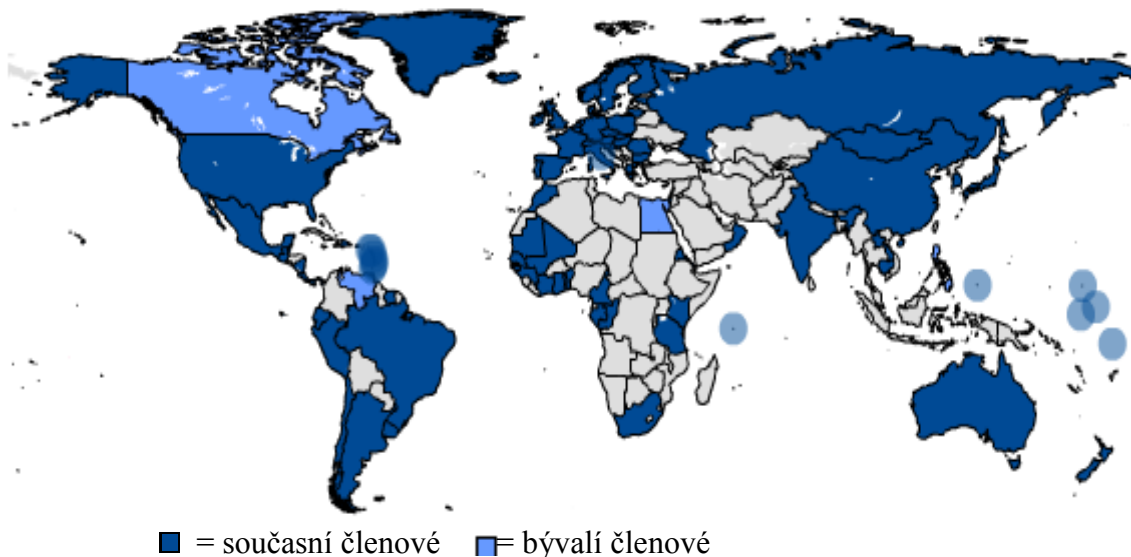 = současní členové = bývalí členové